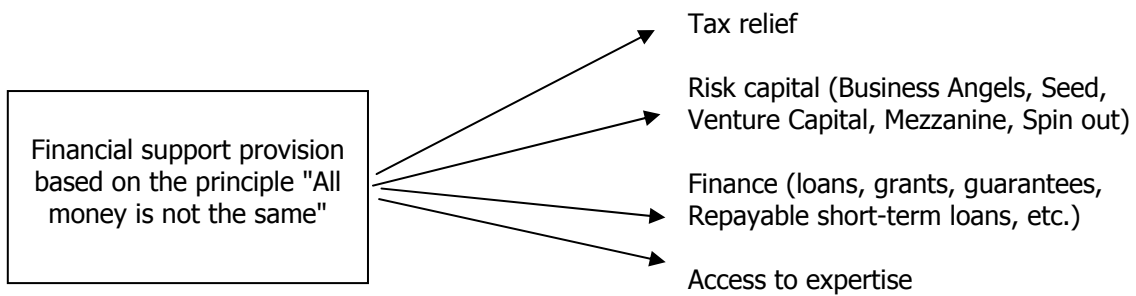 Financial support provision
based on the principle "All
money is not the same"
Tax relief
Risk capital (Business Angels, Seed,
Venture Capital, Mezzanine, Spin out)
Finance (loans, grants, guarantees,
Repayable short-term loans, etc.)
Access to expertise